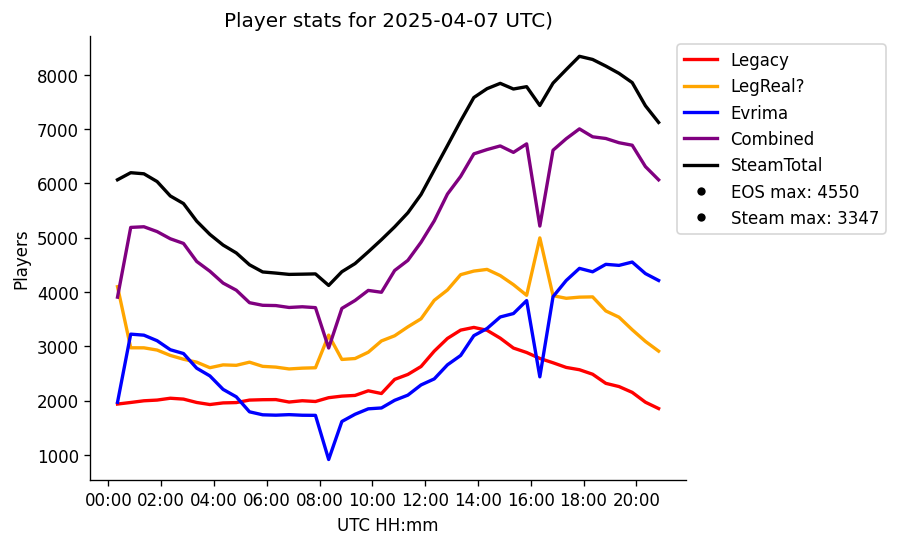 Player stats for 2025-04-07 UTC)
Legacy
LegReal?
Evrima
Combined
SteamTotal
EOS max: 4550
Steam max: 3347
Players
8000
7000
6000
5000
4000
3000
2000
1000
00:00 02:00 04:00 06:00 08:00 10:00 12:00 14:00 16:00 18:00 20:00
UTC HH:mm